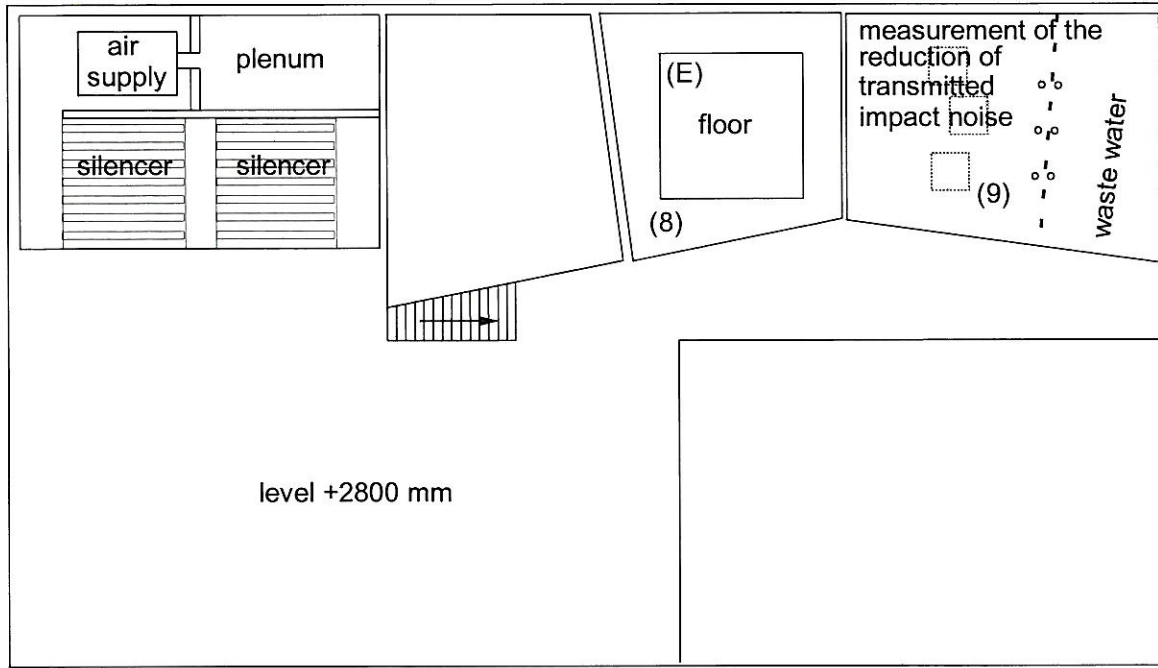 air
supply
plenum
silencer
silencer
(E)
floor
(8)
measurement of the
reduction of
transmitted
impact noise
(9)
waste water
level +2800 mm